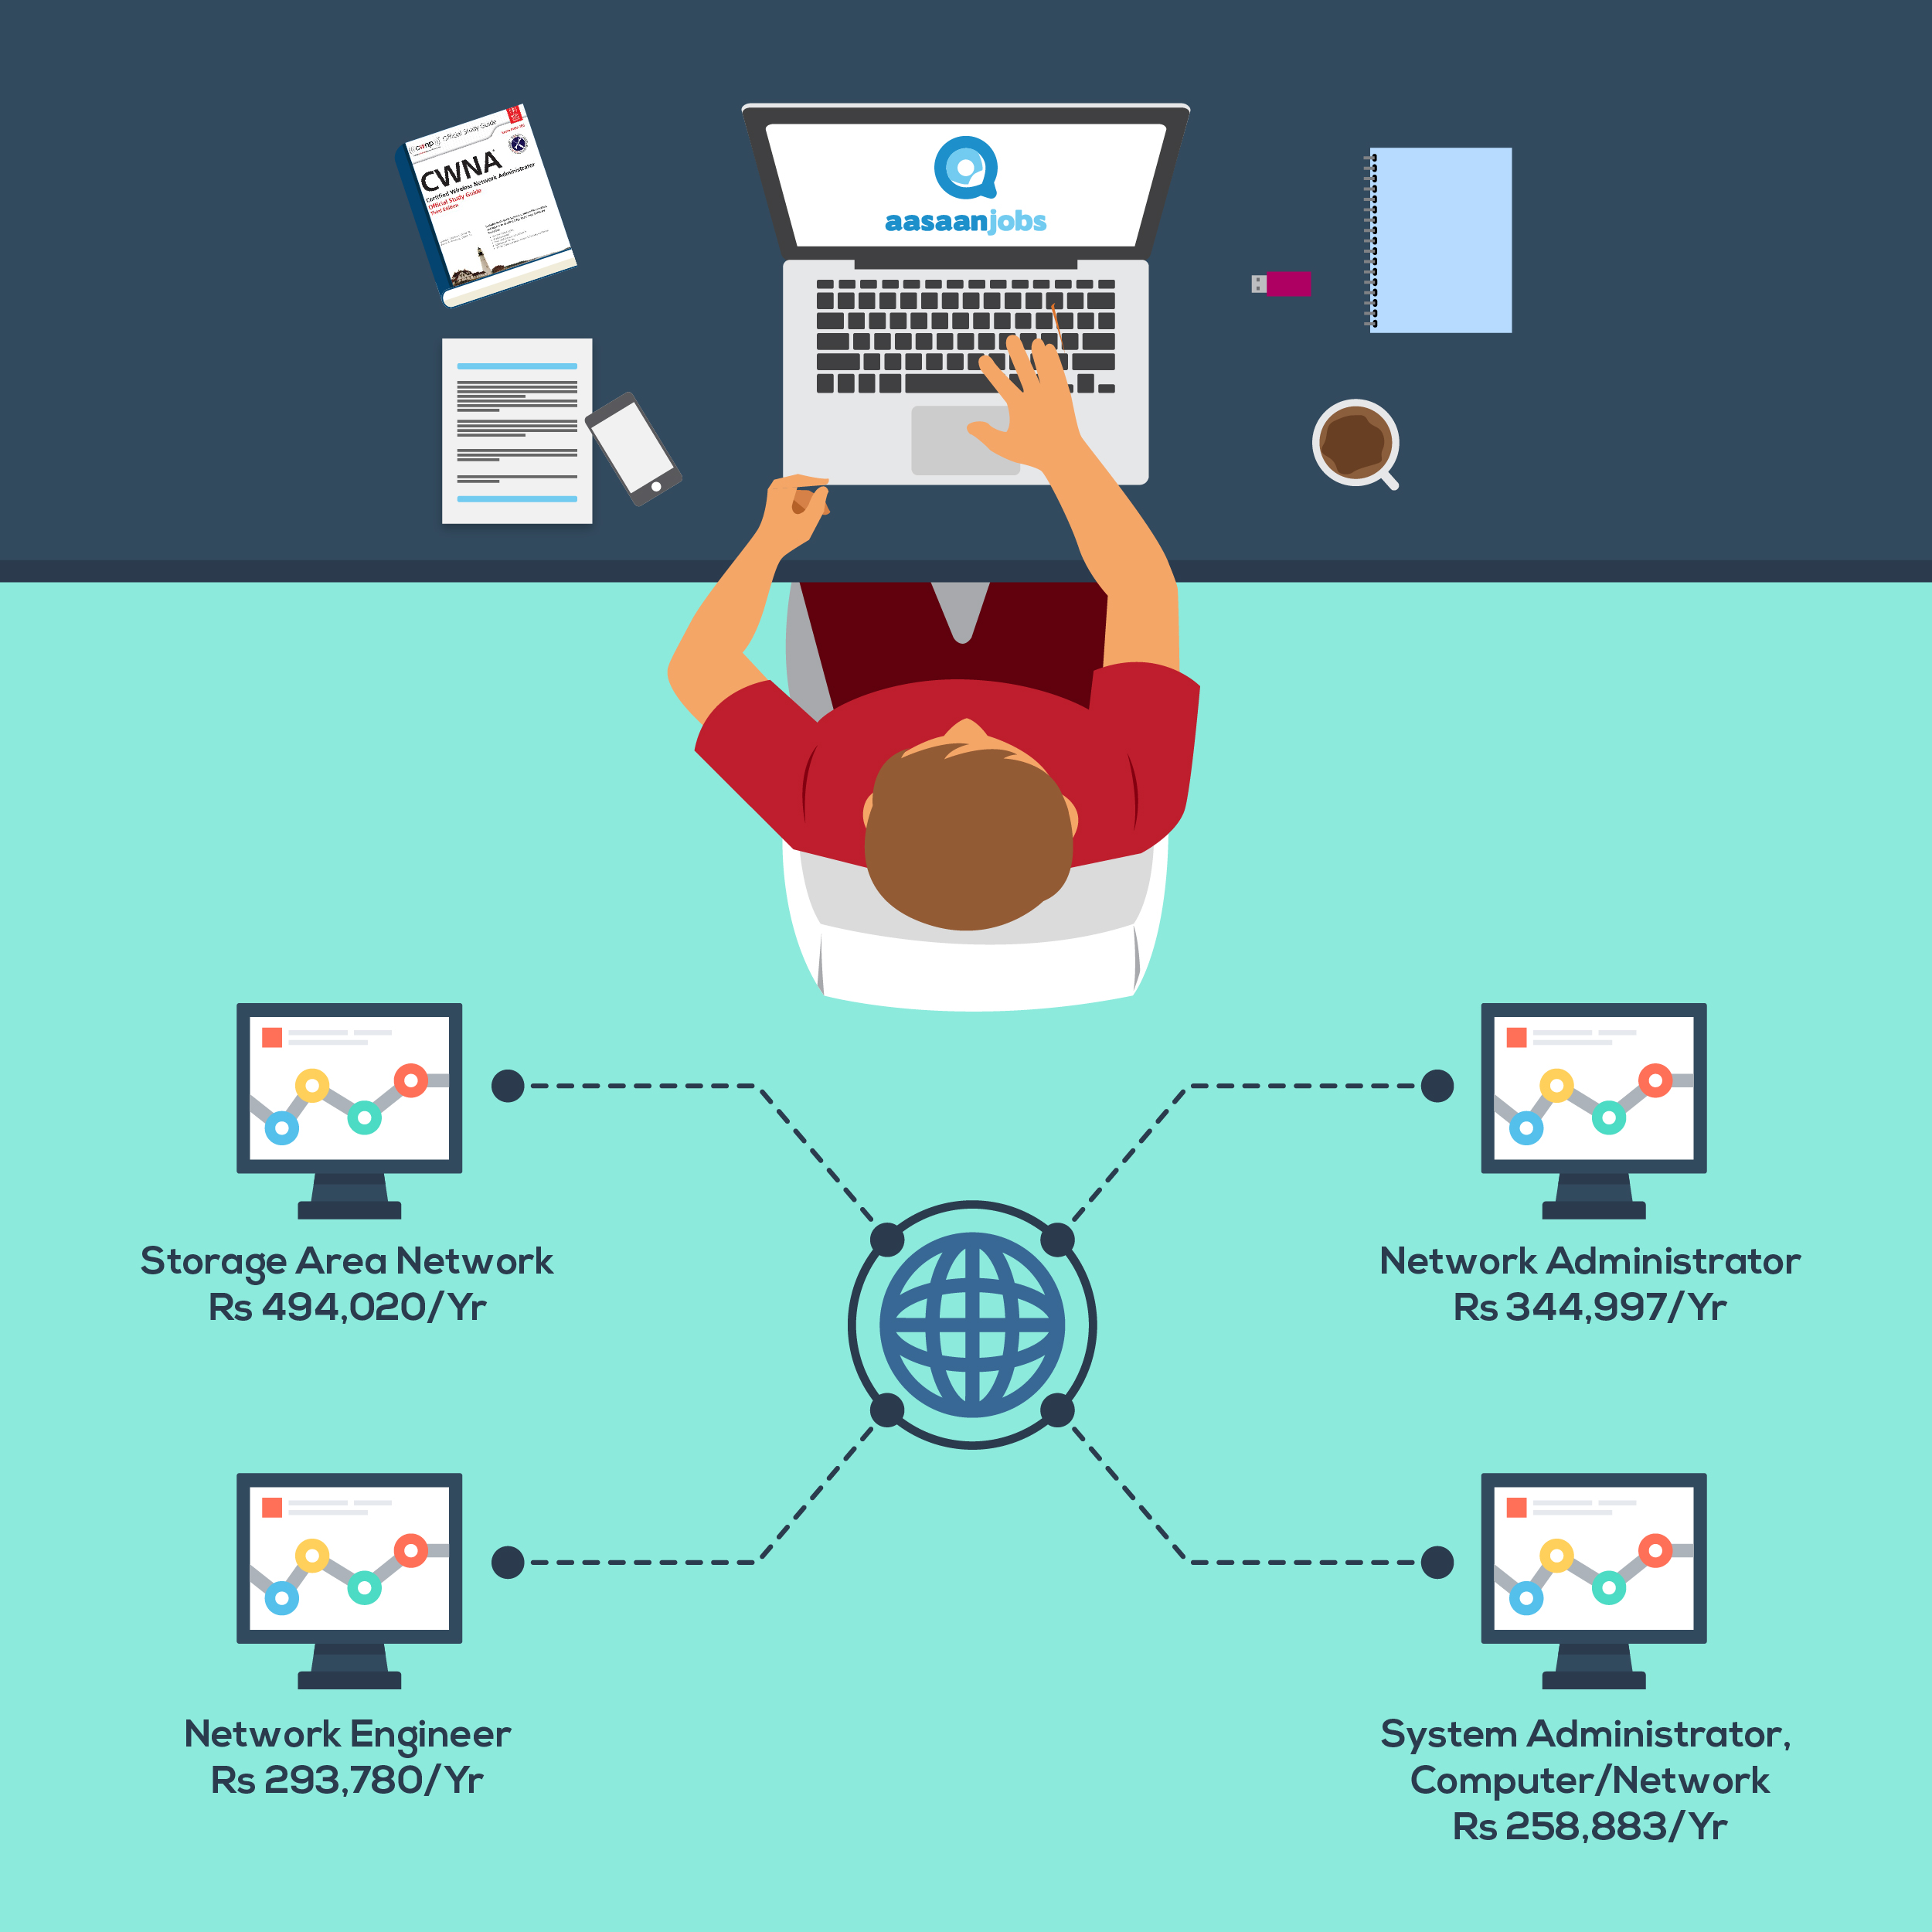 cwnp Official Study Guide
CWNA
Certified Wireless Network Administrator
Official Study Guide
Third Edition
aasaanjobs
Storage Area Network
Rs 494,020/Yr
Network Administrator
Rs 344,997/Yr
Network Engineer
Rs 293,780/Yr
System Administrator,
Computer/Network
Rs 258,883/Yr